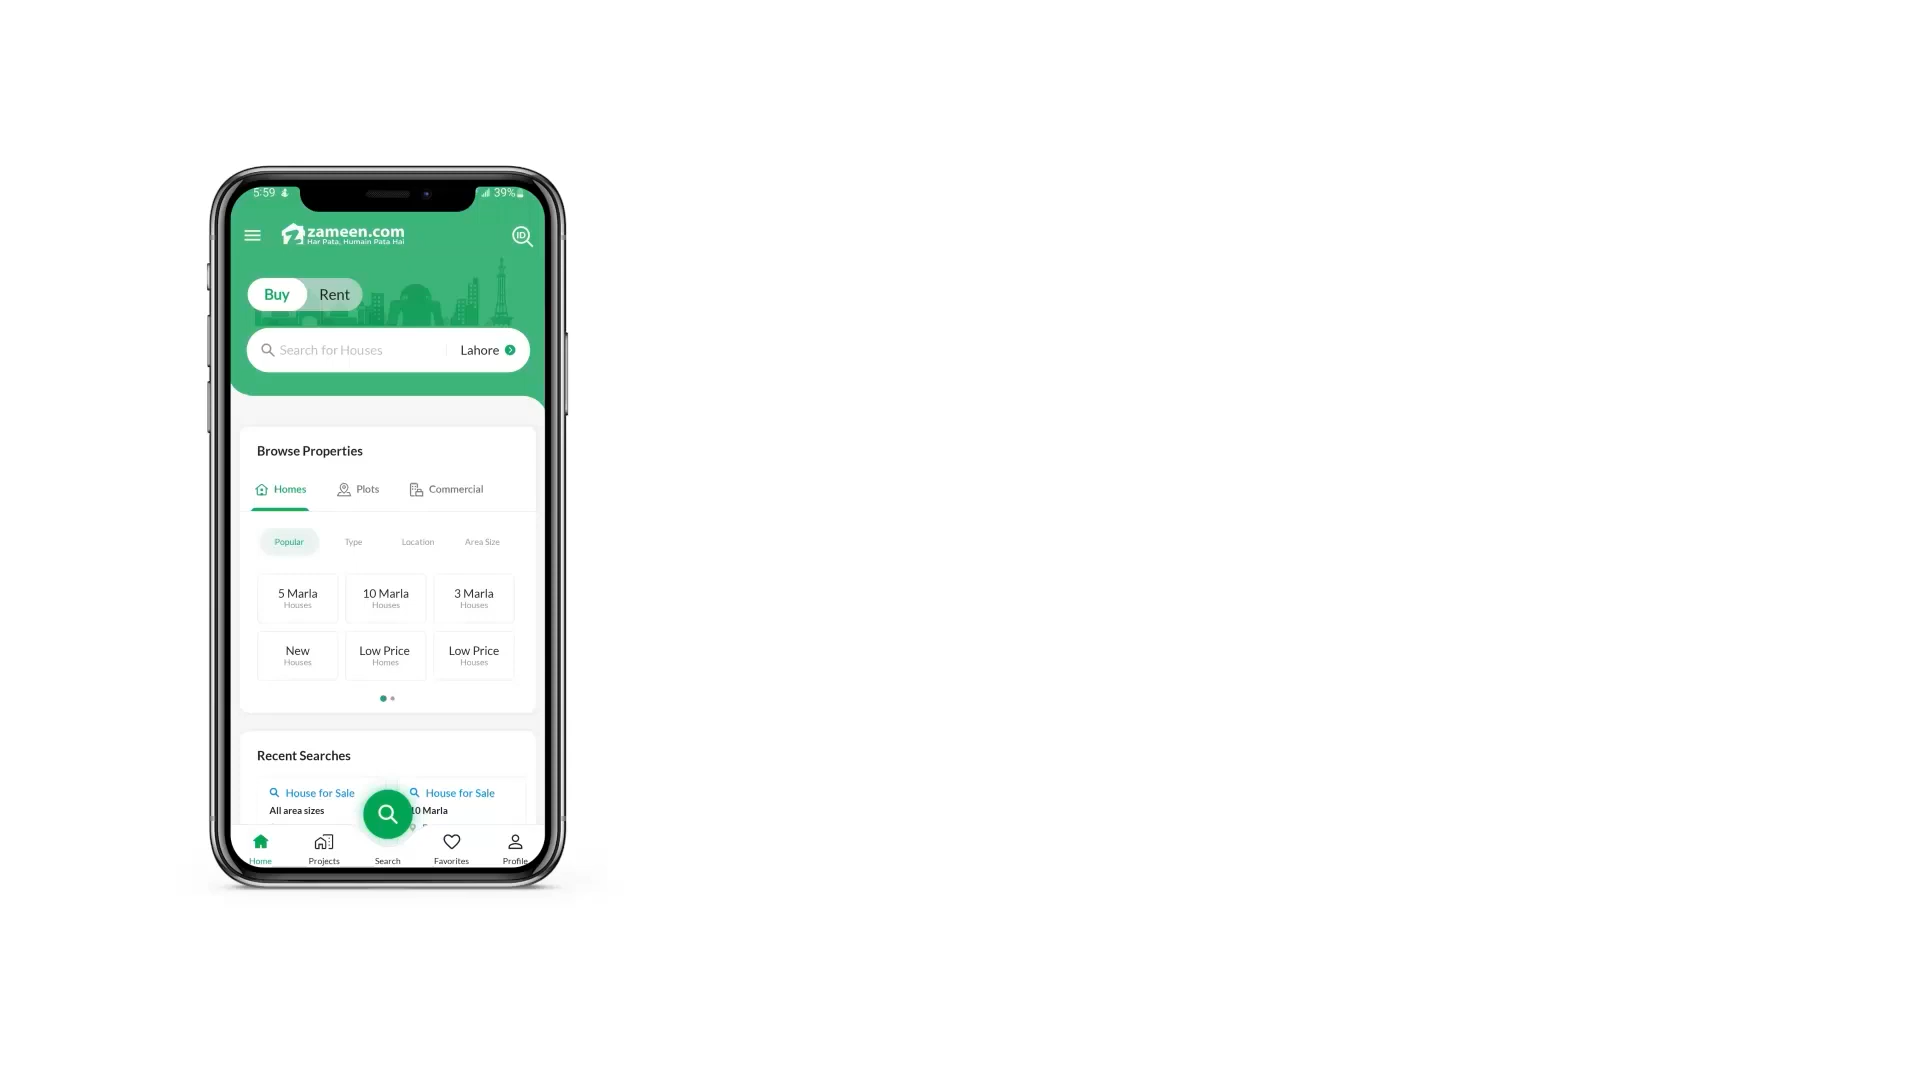 5:59 39%
zameen.com
Har Pata, Humain Pata Hai
ID
Buy Rent
Search for Houses Lahore
Browse Properties
Homes Plots Commercial
Popular Type Location Area Size
5 Marla 10 Marla 3 Marla
Houses Houses Houses
New Low Price Low Price
Houses Homes Houses
Recent Searches
House for Sale House for Sale
All area sizes 10 Marla
Home Projects Search Favorites Profile